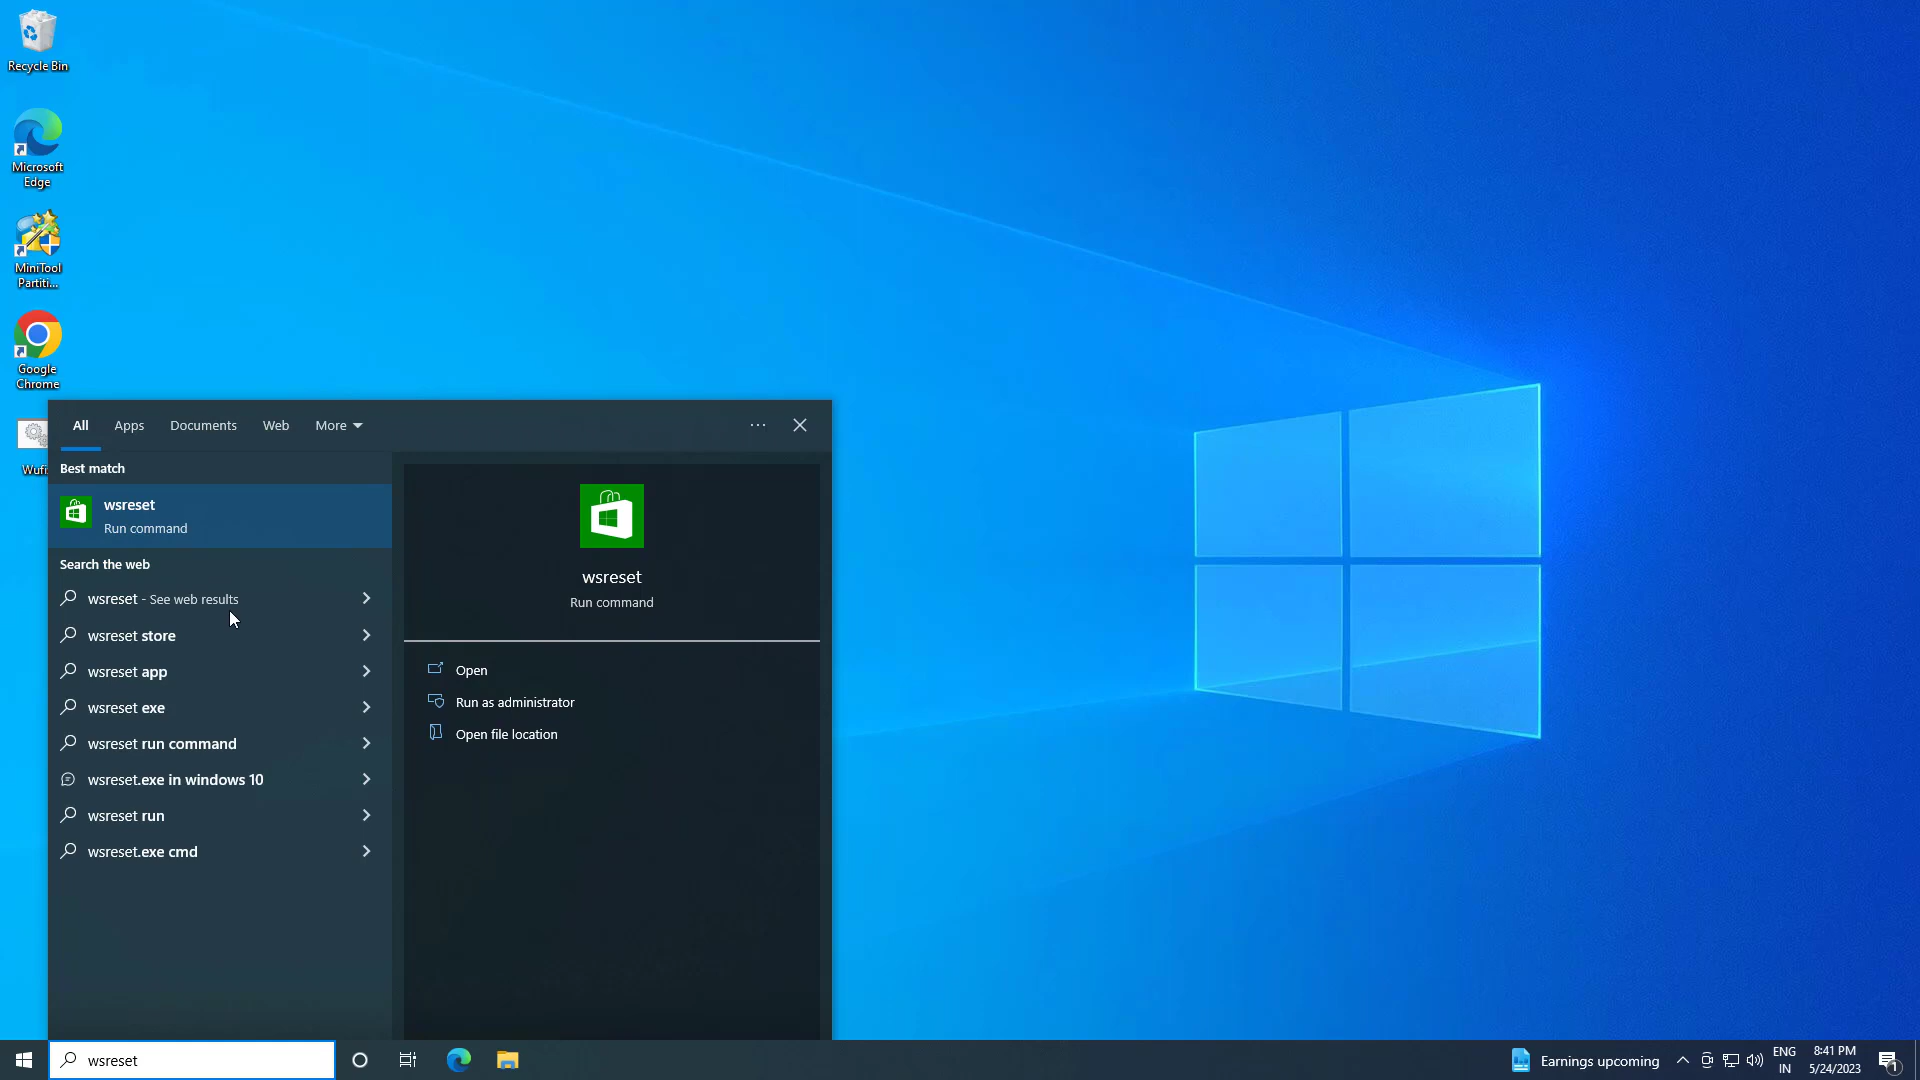 Recycle Bin
Microsoft
Edge
MiniTool
Partiti...
Google
Chrome
Wufi
All Apps Documents Web More
Best match
wsreset
Run command
Search the web
wsreset - See web results
wsreset store
wsreset app
wsreset exe
wsreset run command
wsreset.exe in windows 10
wsreset run
wsreset.exe cmd
wsreset
Run command
Open
Run as administrator
Open file location
wsreset
Earnings upcoming
ENG
IN
8:41 PM
5/24/2023
1